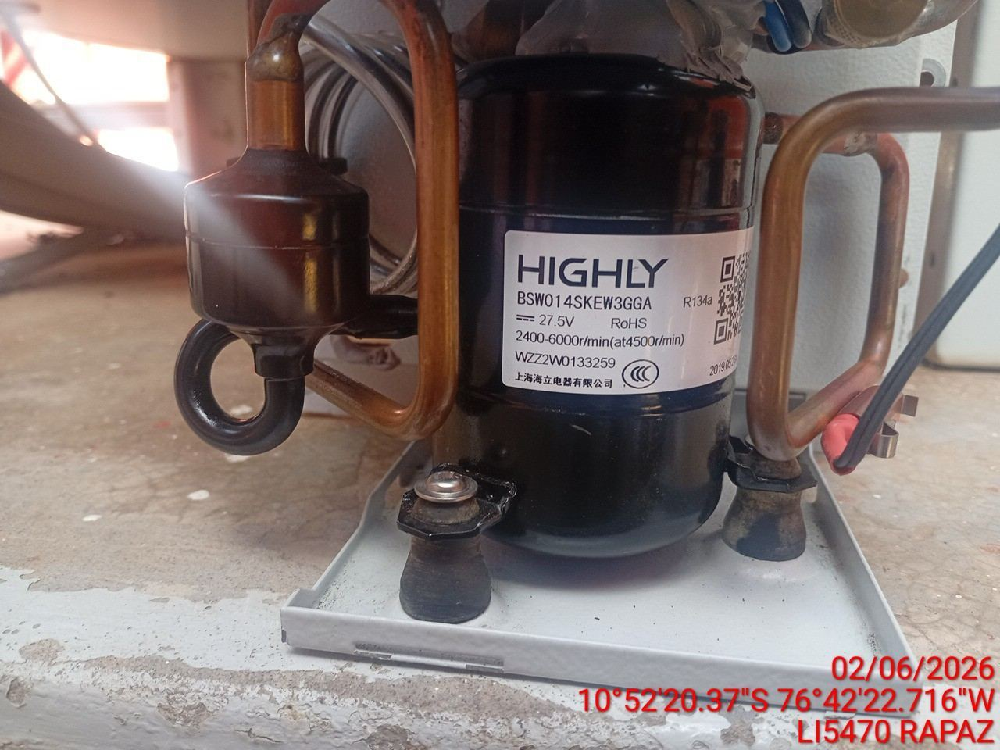 HIGHLY
BSW014SKEW3GGA R134a
27.5V RoHS
2400-6000r/min(at4500r/min)
WZZ2W0133259
上海海立电器有限公司 CCC
02/06/2026
10°52'20.37"S 76°42'22.716"W
LI5470 RAPAZ